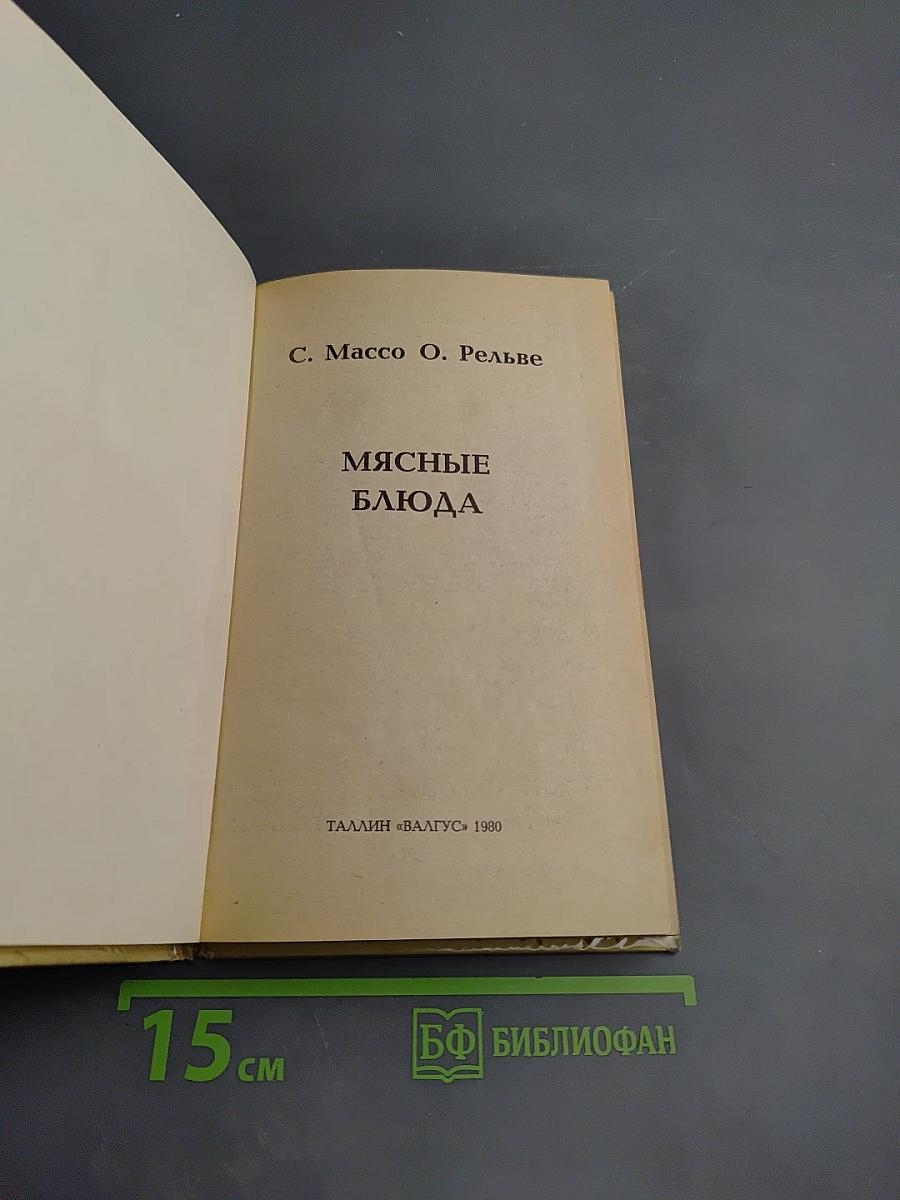 С. Массо О. Рельве
МЯСНЫЕ
БЛЮДА
ТАЛЛИН «ВАЛГУС» 1980
15 см
БФ БИБЛИОФАН